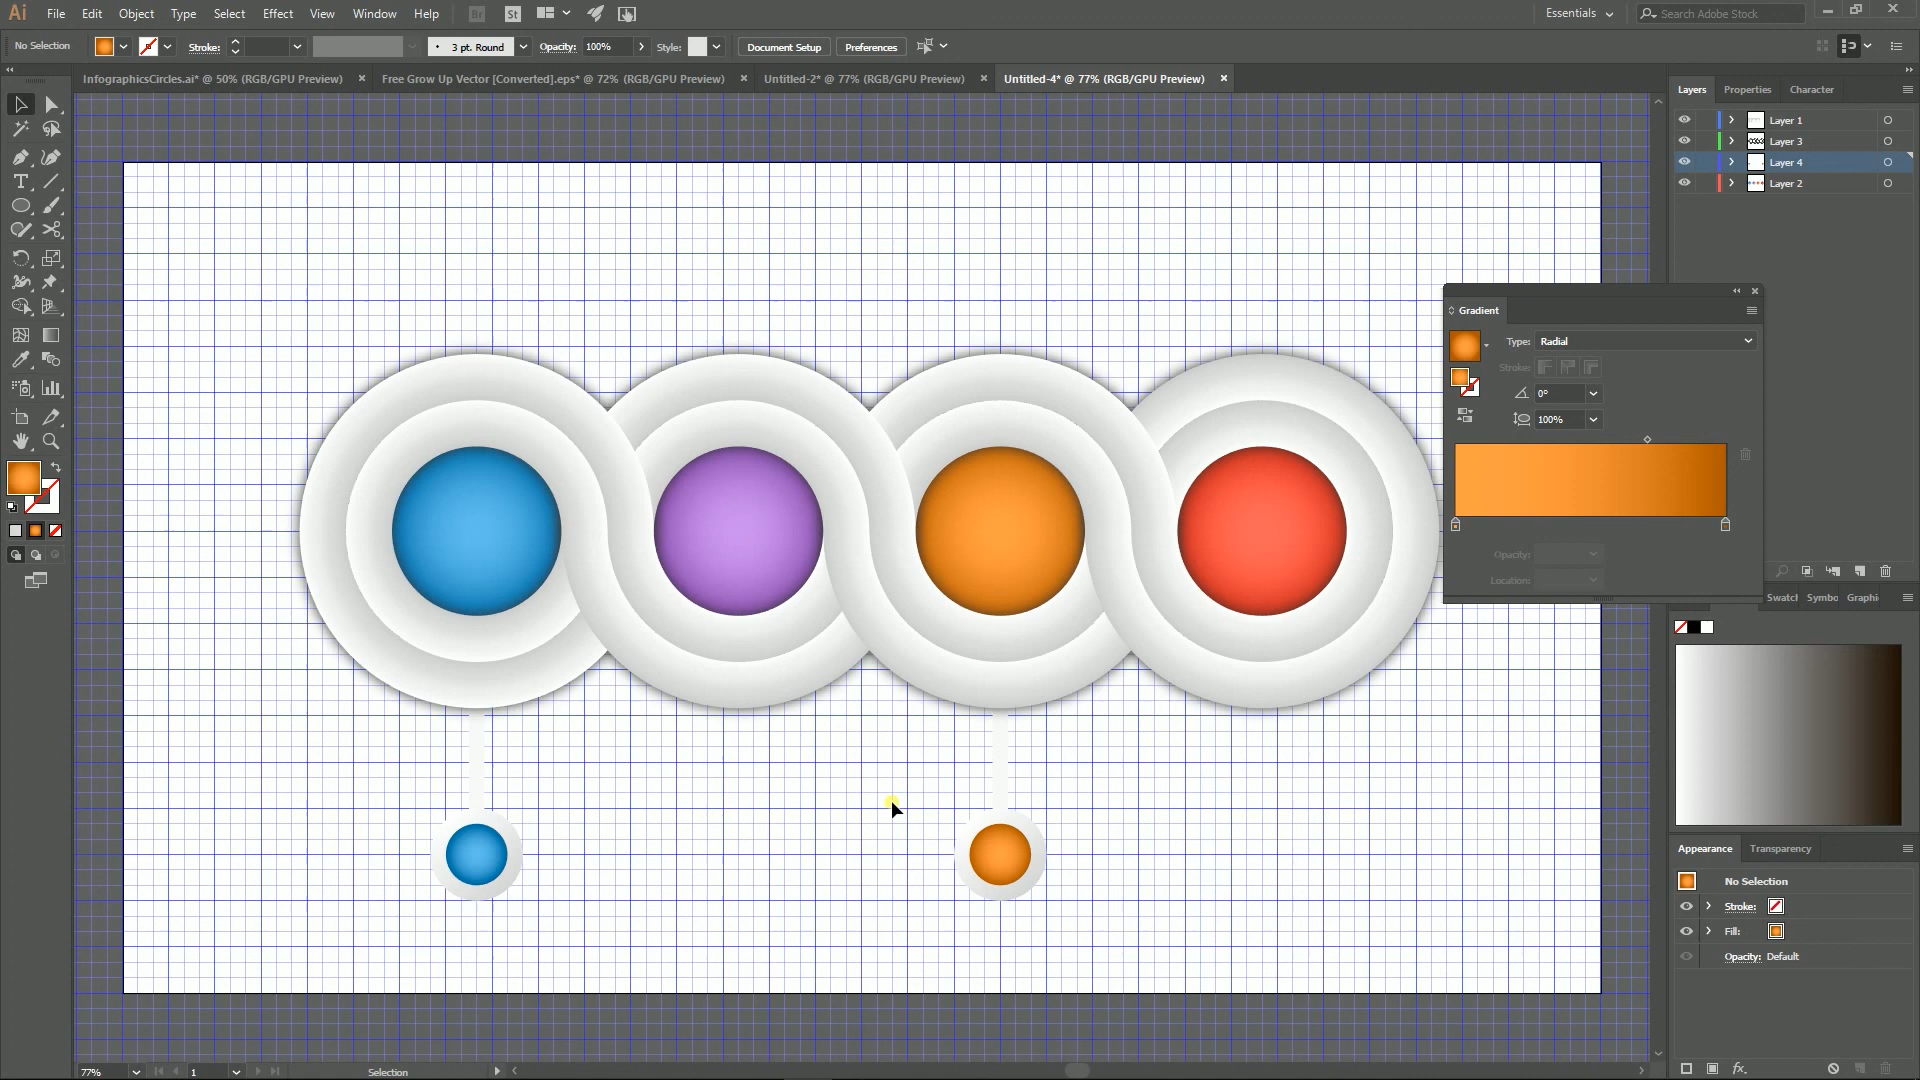 Ai File Edit Object Type Select Effect View Window Help Br St Essentials Search Adobe Stock
No Selection Stroke: 3 pt. Round Opacity: 100% Style: Document Setup Preferences
InfographicsCircles.ai* @ 50% (RGB/GPU Preview) Free Grow Up Vector [Converted].eps* @ 72% (RGB/GPU Preview) Untitled-2* @ 77% (RGB/GPU Preview) Untitled-4* @ 77% (RGB/GPU Preview)
Layers Properties Character
Layer 1
Layer 3
Layer 4
Layer 2
Gradient
Type: Radial
Stroke:
0°
100%
Opacity:
Location:
Swatch Symbo Graphi
Appearance Transparency
No Selection
Stroke:
Fill:
Opacity: Default
fx
77% 1 Selection